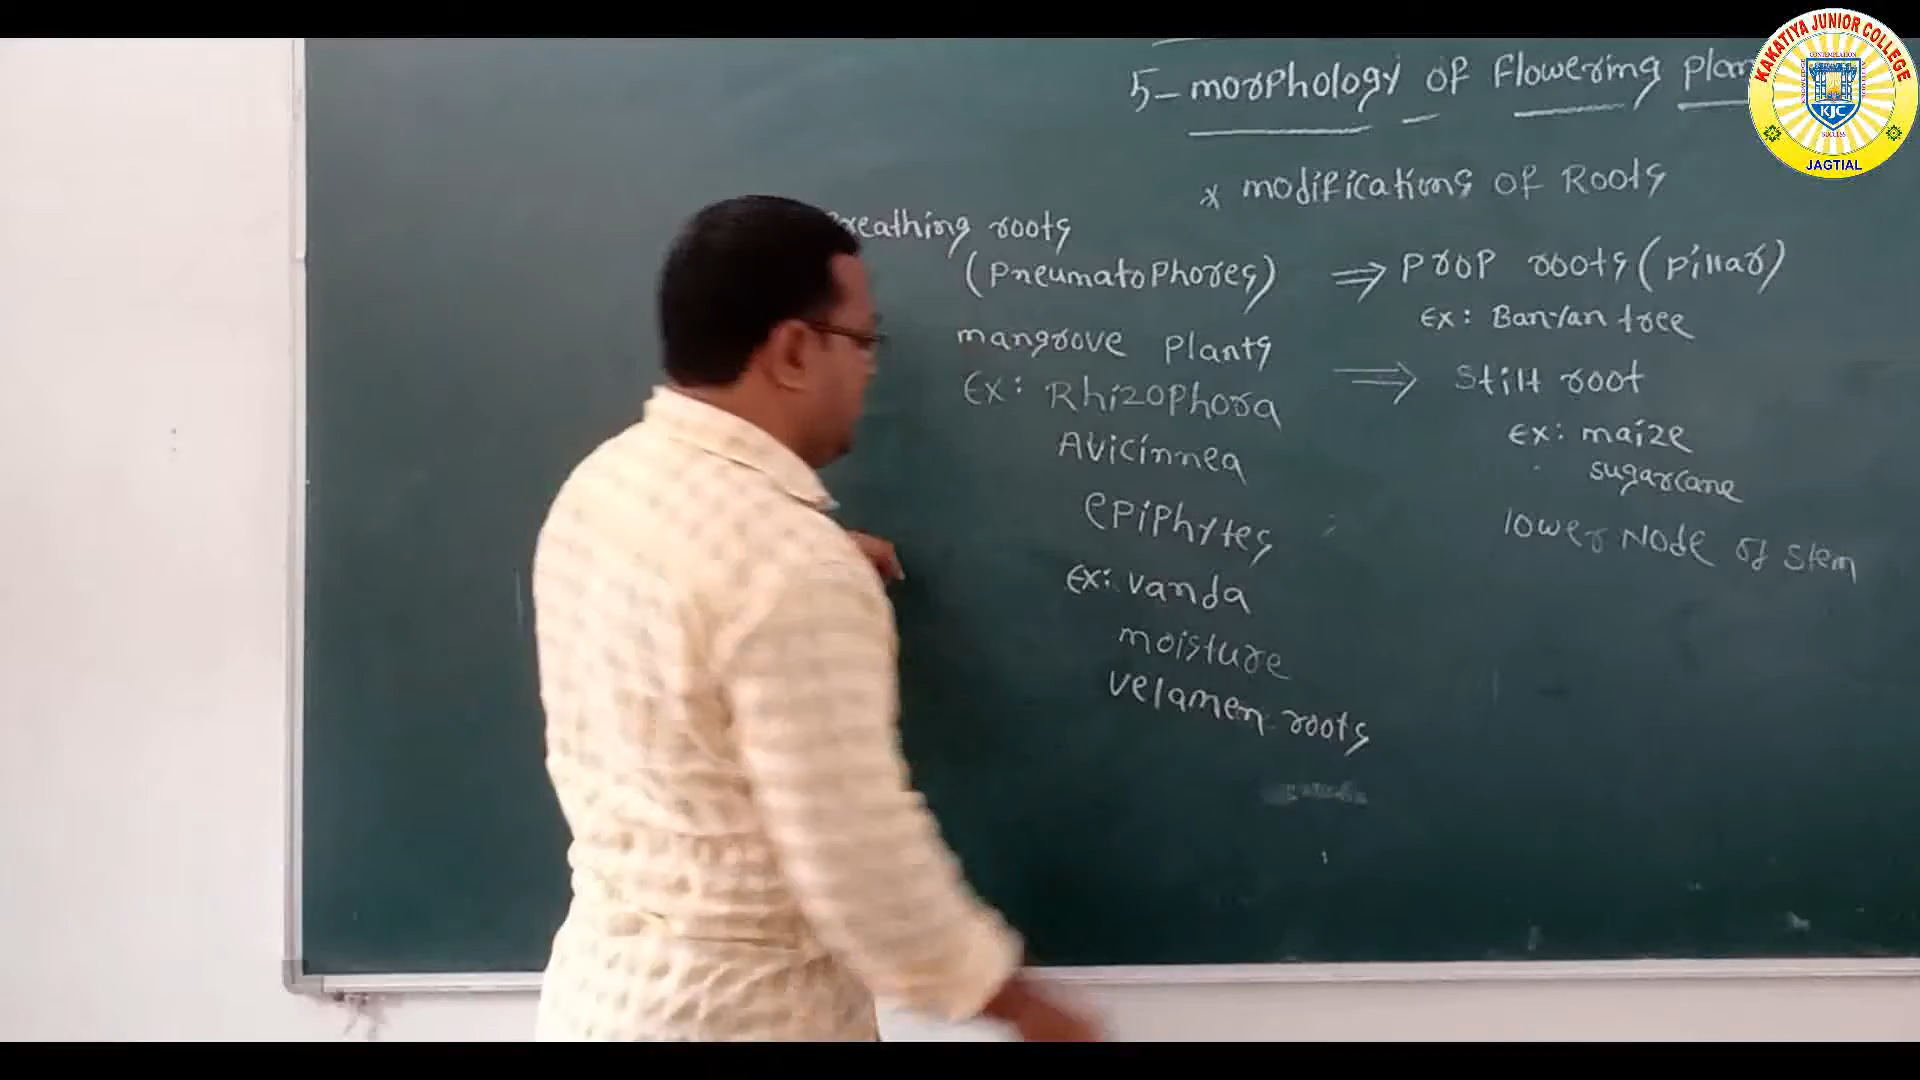 5- morphology of flowering plan
* modifications of Roots
reathing roots
(Pneumatophores)
mangrove plants
Ex: Rhizophora
Avicinnea
epiphytes
Ex: vanda
moisture
velamen roots
⇒ prop roots (pillar)
Ex: Banyan tree
⇒ Stilt root
Ex: maize
sugarcane
lower Node of stem
KAKATIYA JUNIOR COLLEGE
KJC
SUCCESS
JAGTIAL